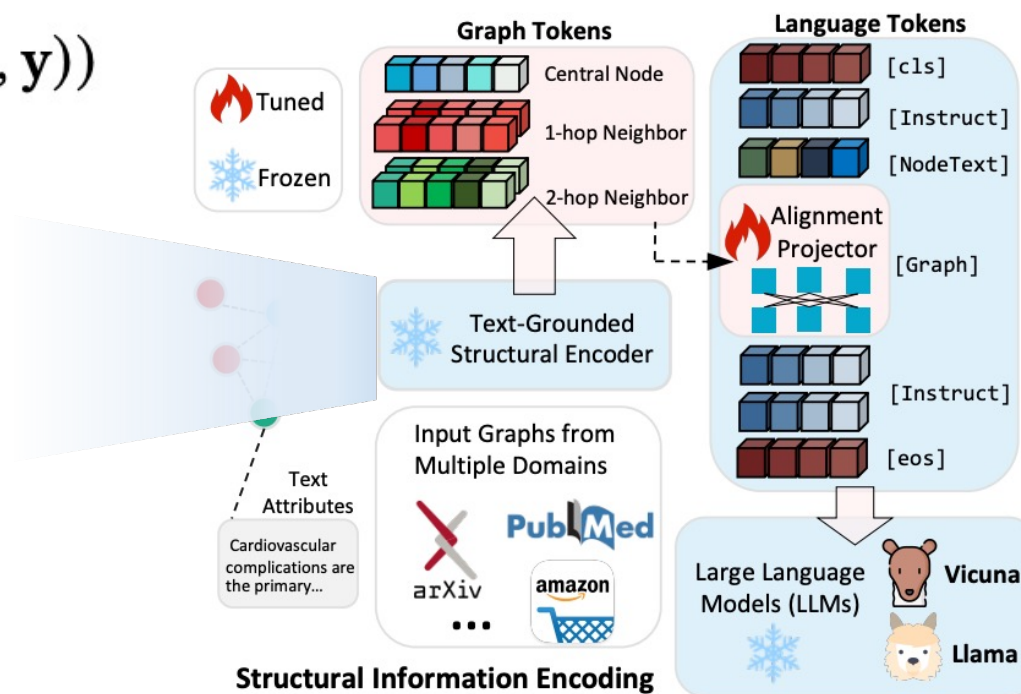 , y))
Tuned
Frozen
Graph Tokens
Central Node
1-hop Neighbor
2-hop Neighbor
Text-Grounded
Structural Encoder
Text
Attributes
Cardiovascular
complications are
the primary...
Input Graphs from
Multiple Domains
arXiv
PubMed
amazon
...
Structural Information Encoding
Language Tokens
[cls]
[Instruct]
[NodeText]
Alignment
Projector
[Graph]
[Instruct]
[eos]
Large Language
Models (LLMs)
Vicuna
Llama